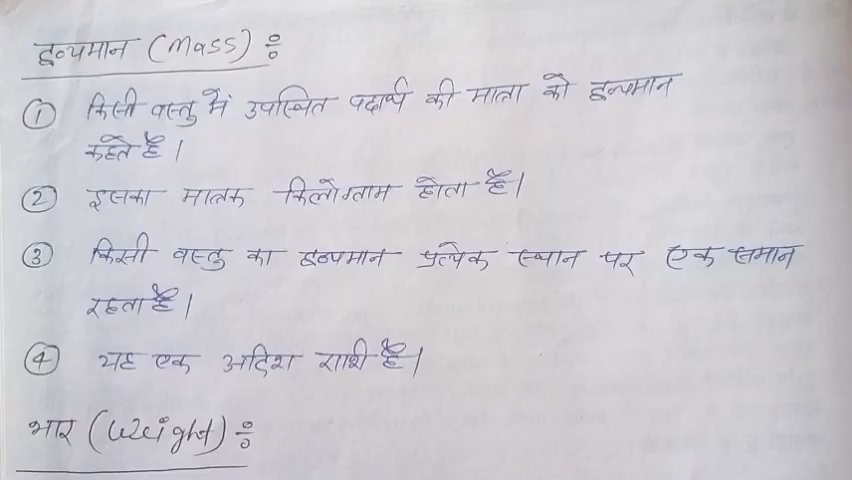 द्रव्यमान (Mass) :
① किसी वस्तु में उपस्थित पदार्थ की मात्रा को द्रव्यमान
कहते है ।
② इसका मात्रक किलोग्राम होता है।
③ किसी वस्तु का द्रव्यमान प्रत्येक स्थान पर एक समान
रहता है।
④ यह एक अदिश राशि है।
भार (Weight) :